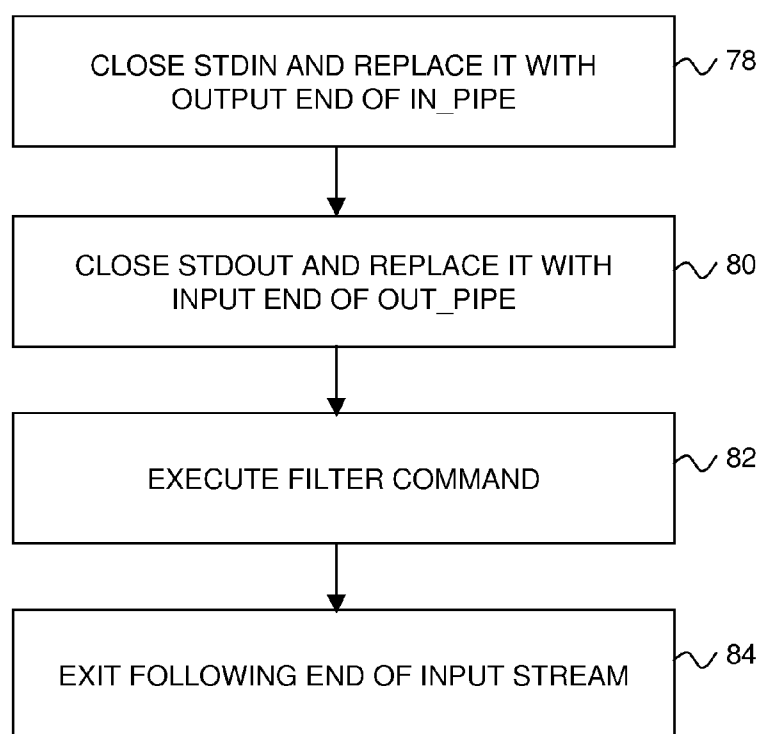 CLOSE STDIN AND REPLACE IT WITH
OUTPUT END OF IN_PIPE
78
CLOSE STDOUT AND REPLACE IT WITH
INPUT END OF OUT_PIPE
80
EXECUTE FILTER COMMAND
82
EXIT FOLLOWING END OF INPUT STREAM
84